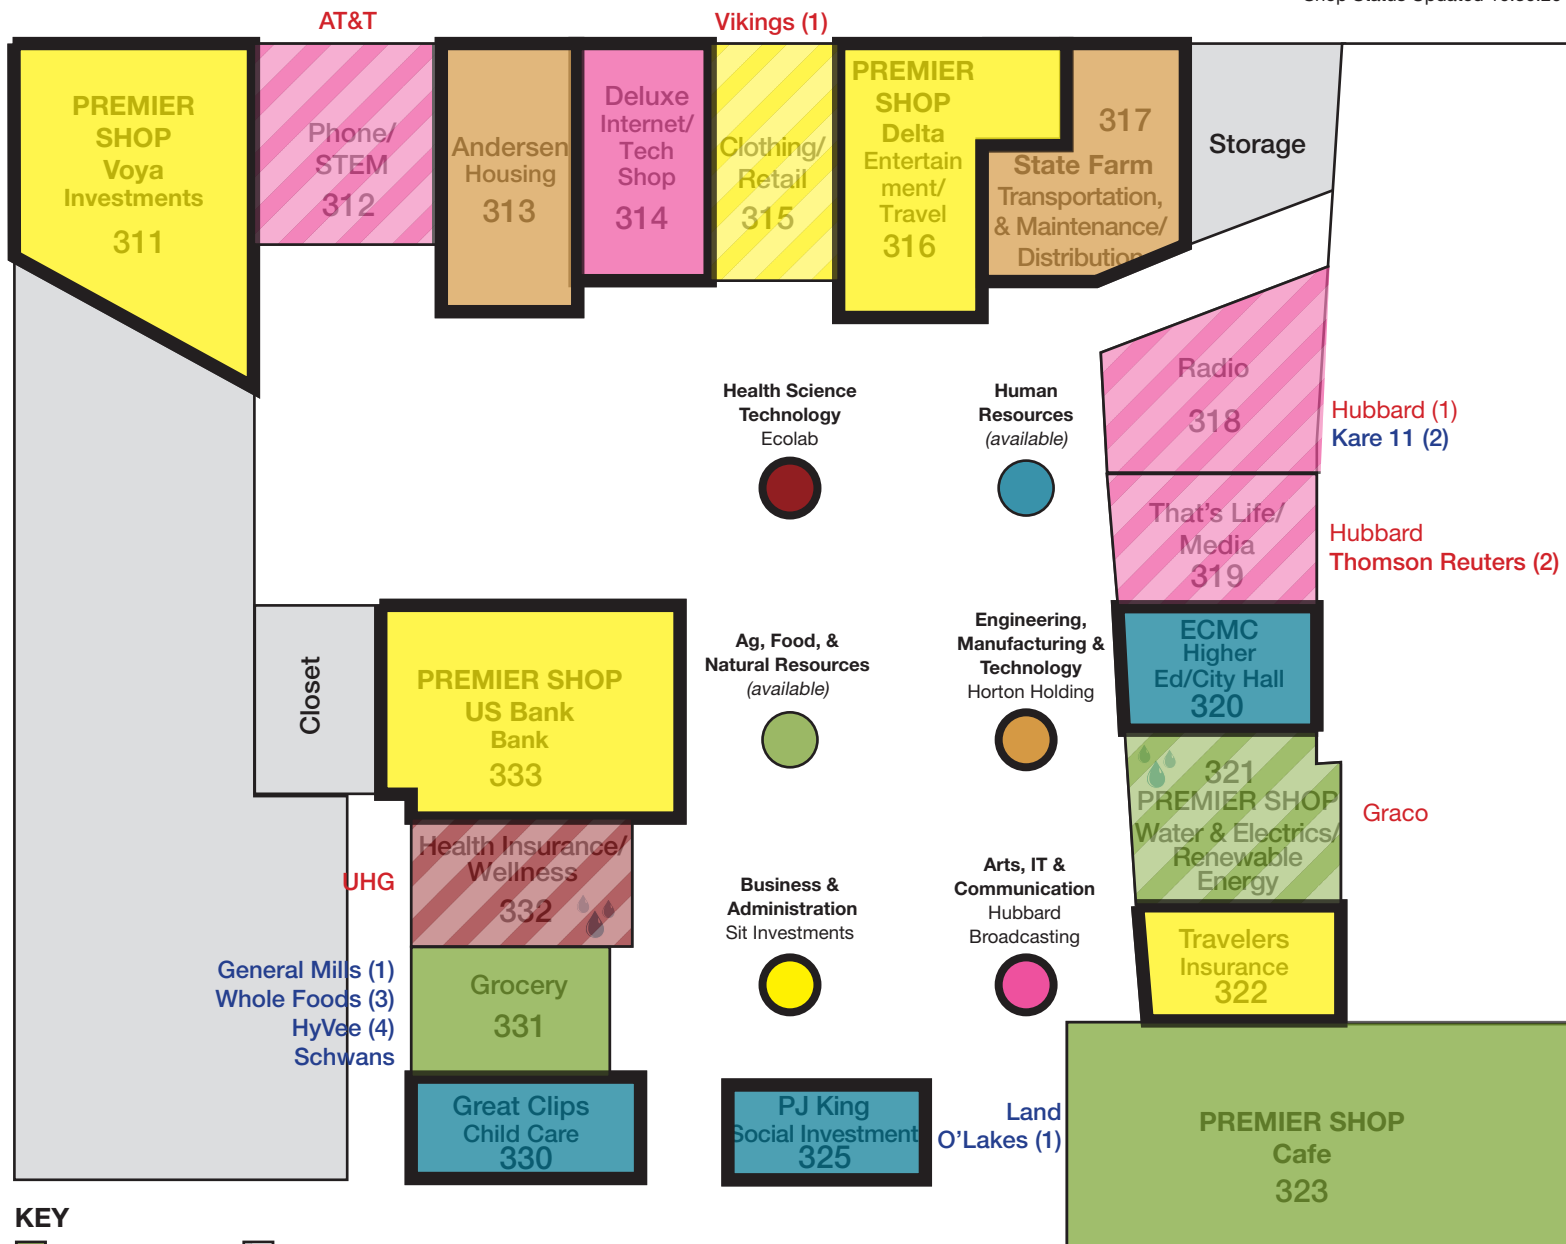 Shop Status Updated
AT&T
Vikings (1)
PREMIER
SHOP
Voya
Investments
311
Phone/
STEM
312
Andersen
Housing
313
Deluxe
Internet/
Tech
Shop
314
Clothing/
Retail
315
PREMIER
SHOP
Delta
Entertain
ment/
Travel
316
317
State Farm
Transportation,
& Maintenance/
Distribution
Storage
Radio
318
Hubbard (1)
Kare 11 (2)
Health Science
Technology
Ecolab
Human
Resources
(available)
That's Life/
Media
319
Hubbard
Thomson Reuters (2)
Closet
PREMIER SHOP
US Bank
Bank
333
Ag, Food, &
Natural Resources
(available)
Engineering,
Manufacturing &
Technology
Horton Holding
ECMC
Higher
Ed/City Hall
320
321
PREMIER SHOP
Water & Electrics/
Renewable
Energy
Graco
UHG
Health Insurance/
Wellness
332
Business &
Administration
Sit Investments
Arts, IT &
Communication
Hubbard
Broadcasting
Travelers
Insurance
322
General Mills (1)
Whole Foods (3)
HyVee (4)
Schwans
Grocery
331
Great Clips
Child Care
330
PJ King
Social Investment
325
Land
O'Lakes (1)
PREMIER SHOP
Cafe
323
KEY